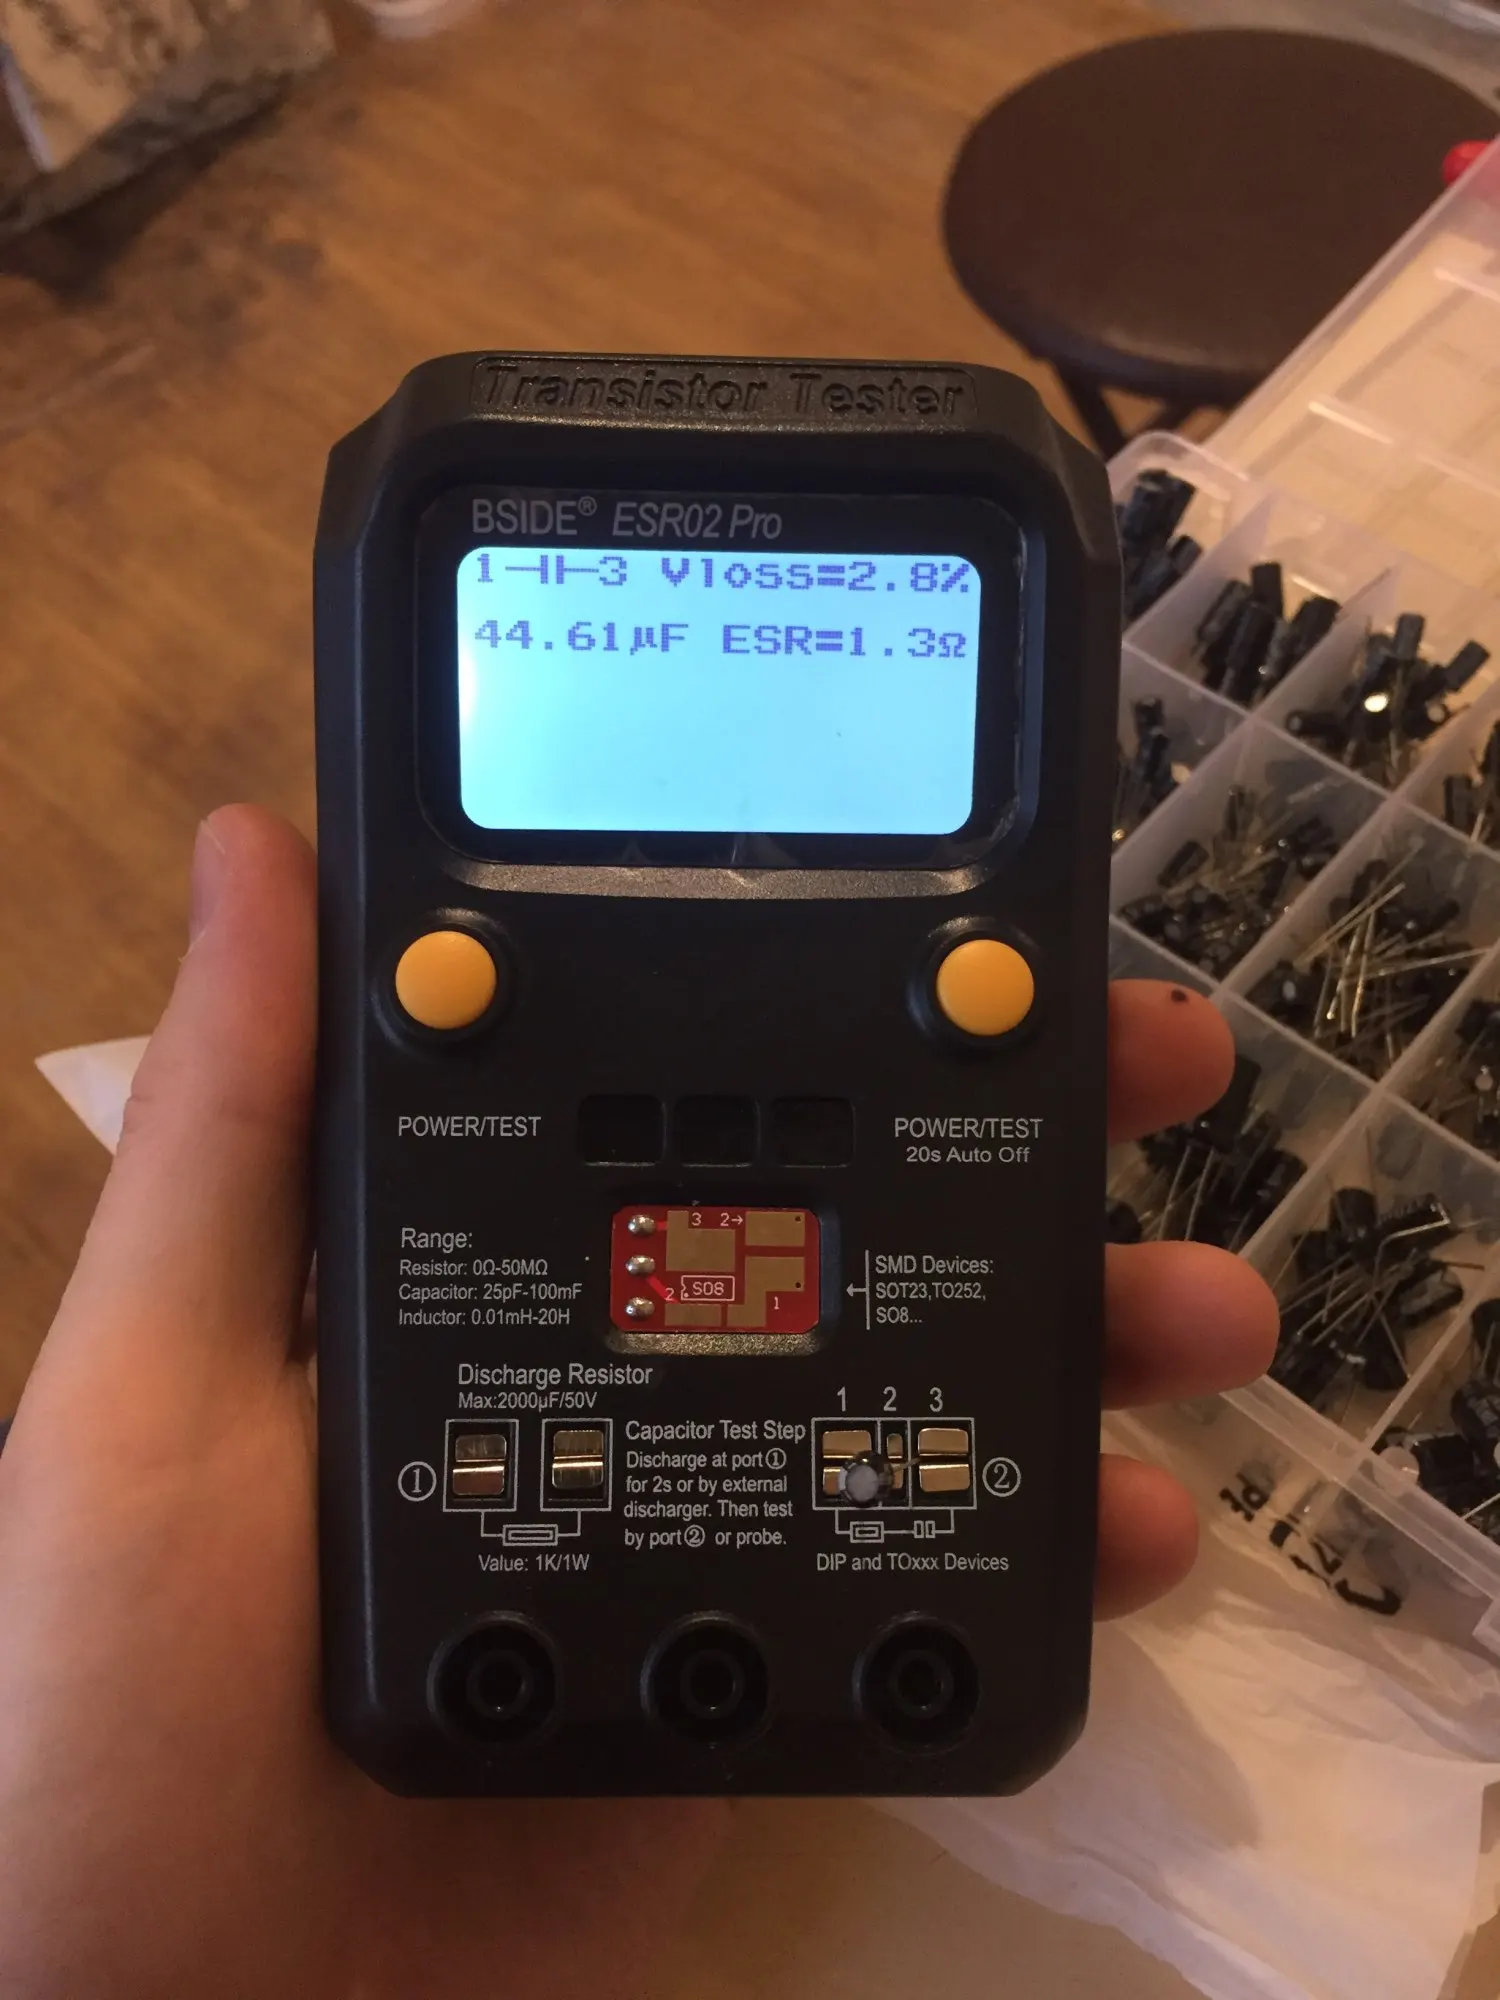 Transistor Tester
BSIDE® ESR02 Pro
1⊣⊢3 Vloss=2.8%
44.61µF ESR=1.3Ω
POWER/TEST
POWER/TEST
20s Auto Off
Range:
Resistor: 0Ω-50MΩ
Capacitor: 25pF-100mF
Inductor: 0.01mH-20H
3 2→
2 SO8 1
SMD Devices:
SOT23,TO252,
SO8...
Discharge Resistor
Max:2000µF/50V
①
Value: 1K/1W
Capacitor Test Step
Discharge at port①
for 2s or by external
discharger. Then test
by port② or probe.
1 2 3
②
DIP and TOxxx Devices